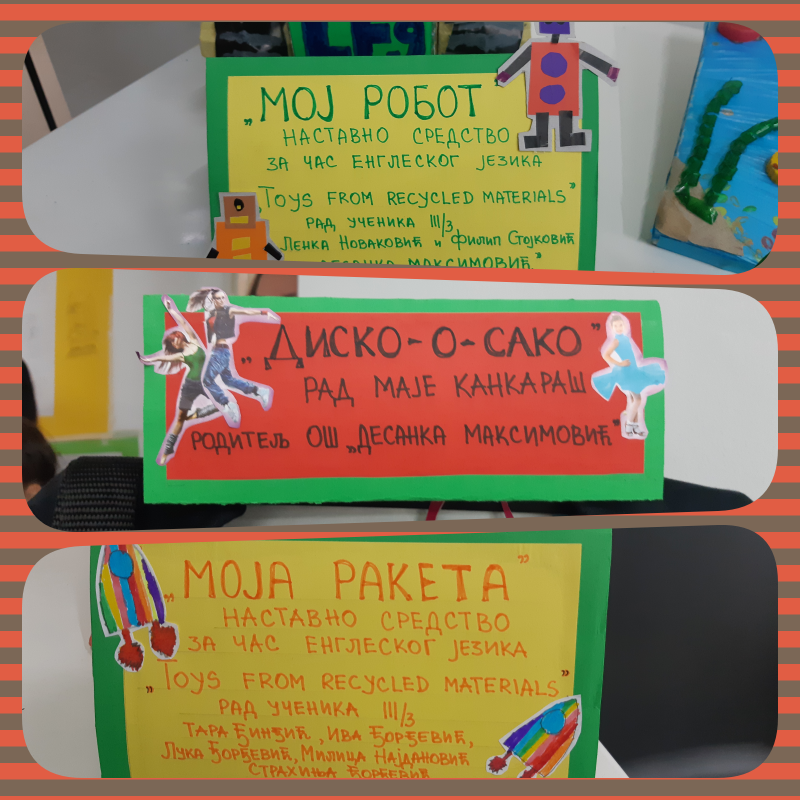 LEGO
„МОЈ РОБОТ
НАСТАВНО СРЕДСТВО
ЗА ЧАС ЕНГЛЕСКОГ ЈЕЗИКА
TOYS FROM RECYCLED MATERIALS"
РАД УЧЕНИКА III/3
ЛЕНКА НОВАКОВИЋ И ФИЛИП СТОЈКОВИЋ
ДЕСАНКА МАКСИМОВИЋ"
„ДИСКО-О-САКО"
РАД МАЈЕ КАНКАРАШ
РОДИТЕЉ ОШ „ДЕСАНКА МАКСИМОВИЋ"
„МОЈА РАКЕТА"
НАСТАВНО СРЕДСТВО
ЗА ЧАС ЕНГЛЕСКОГ ЈЕЗИКА
„TOYS FROM RECYCLED MATERIALS"
РАД УЧЕНИКА III/3
ТАРА ЂИНЂИЋ, ИВА ЂОРЂЕВИЋ,
ЛУКА ЂОРЂЕВИЋ, МИЛИЦА НАЈДАНОВИЋ
СТРАХИЊА ЂОРЂЕВИЋ